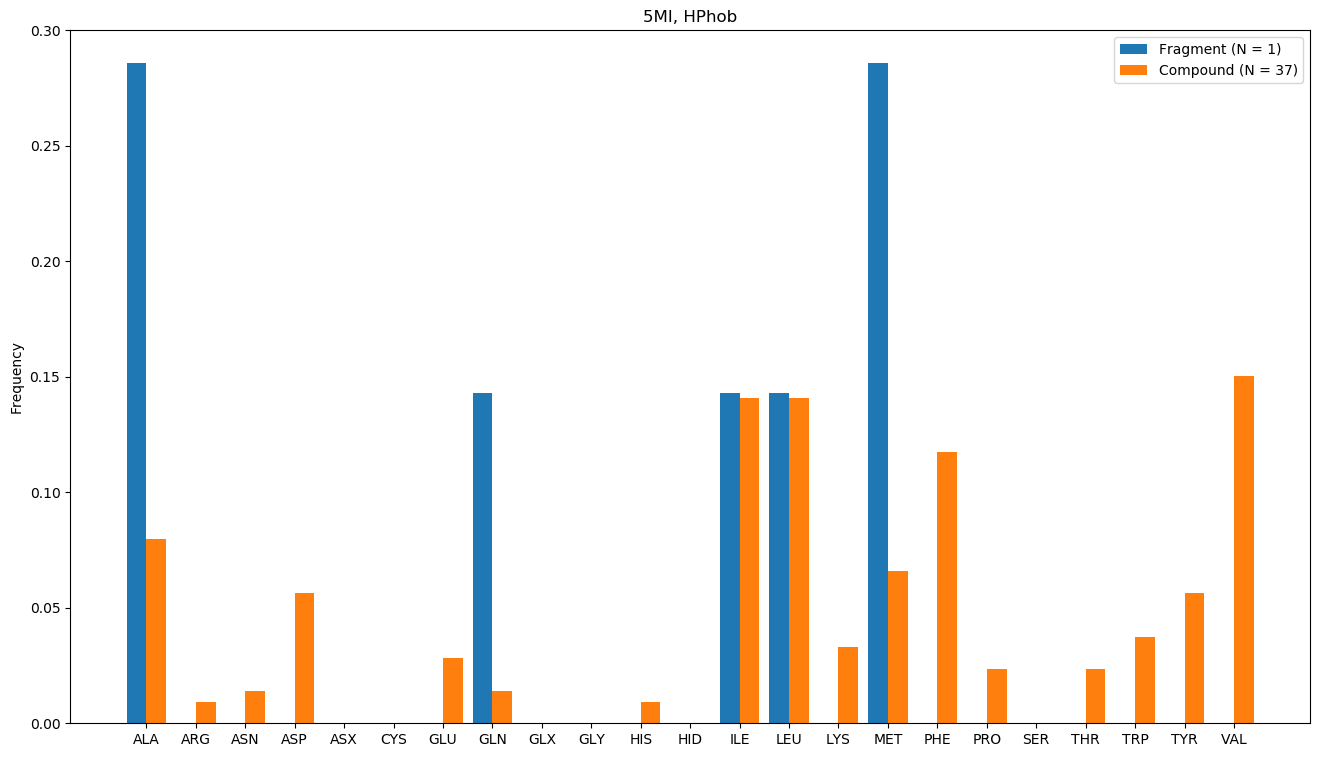 5MI, HPhob
Fragment (N = 1)
Compound (N = 37)
Frequency
0.30
0.25
0.20
0.15
0.10
0.05
0.00
ALA ARG ASN ASP ASX CYS GLU GLN GLX GLY HIS HID ILE LEU LYS MET PHE PRO SER THR TRP TYR VAL